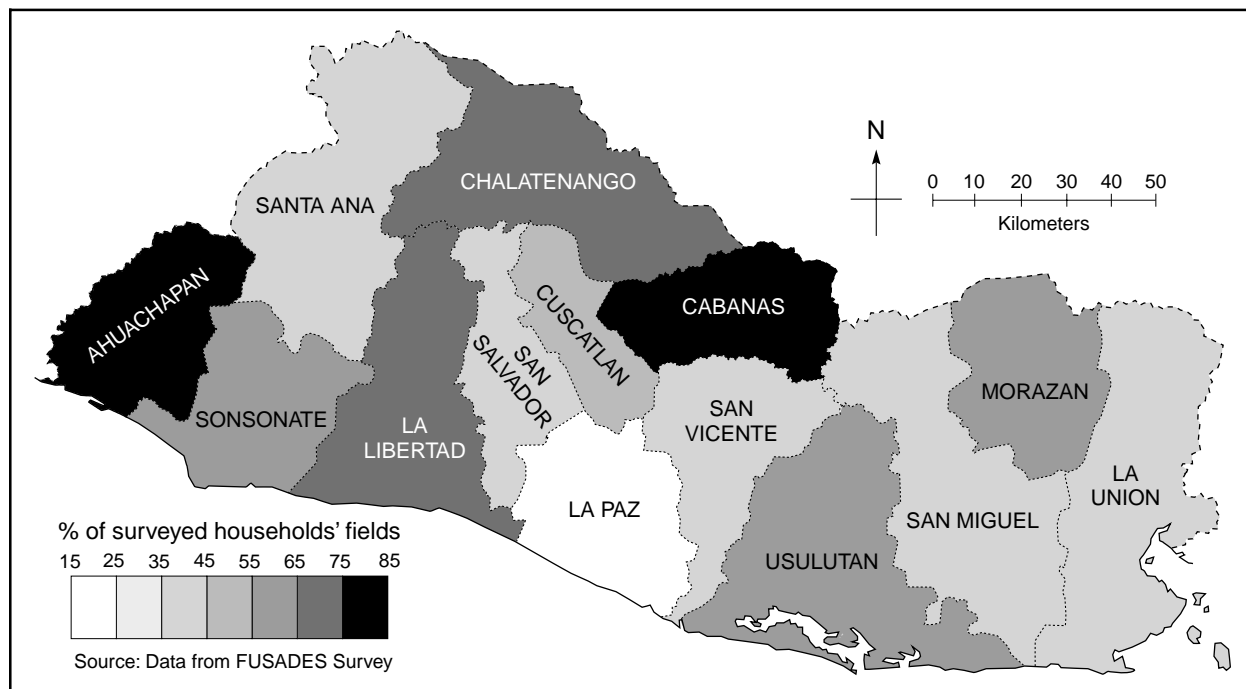 N
CHALATENANGO
0 10 20 30 40 50
Kilometers
SANTA ANA
AHUACHAPAN
CUSCATLAN
CABANAS
SAN
SALVADOR
MORAZAN
SONSONATE
LA
LIBERTAD
SAN
VICENTE
LA
UNION
LA PAZ
SAN MIGUEL
USULUTAN
% of surveyed households’ fields
15 25 35 45 55 65 75 85
Source: Data from FUSADES Survey